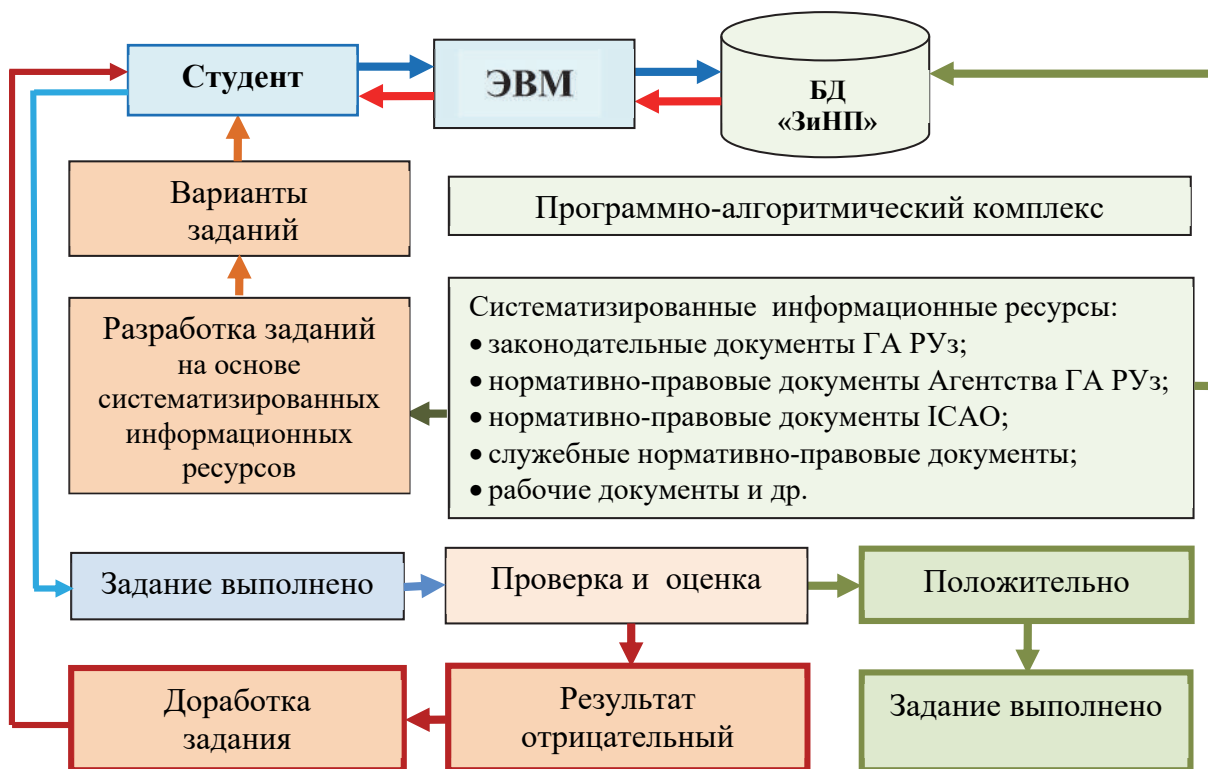 Студент
ЭВМ
БД
«ЗиНП»
Варианты
заданий
Программно-алгоритмический комплекс
Разработка заданий
на основе
систематизированных
информационных
ресурсов
Систематизированные информационные ресурсы:
• законодательные документы ГА РУз;
• нормативно-правовые документы Агентства ГА РУз;
• нормативно-правовые документы ICAO;
• служебные нормативно-правовые документы;
• рабочие документы и др.
Задание выполнено
Проверка и оценка
Положительно
Доработка
задания
Результат
отрицательный
Задание выполнено